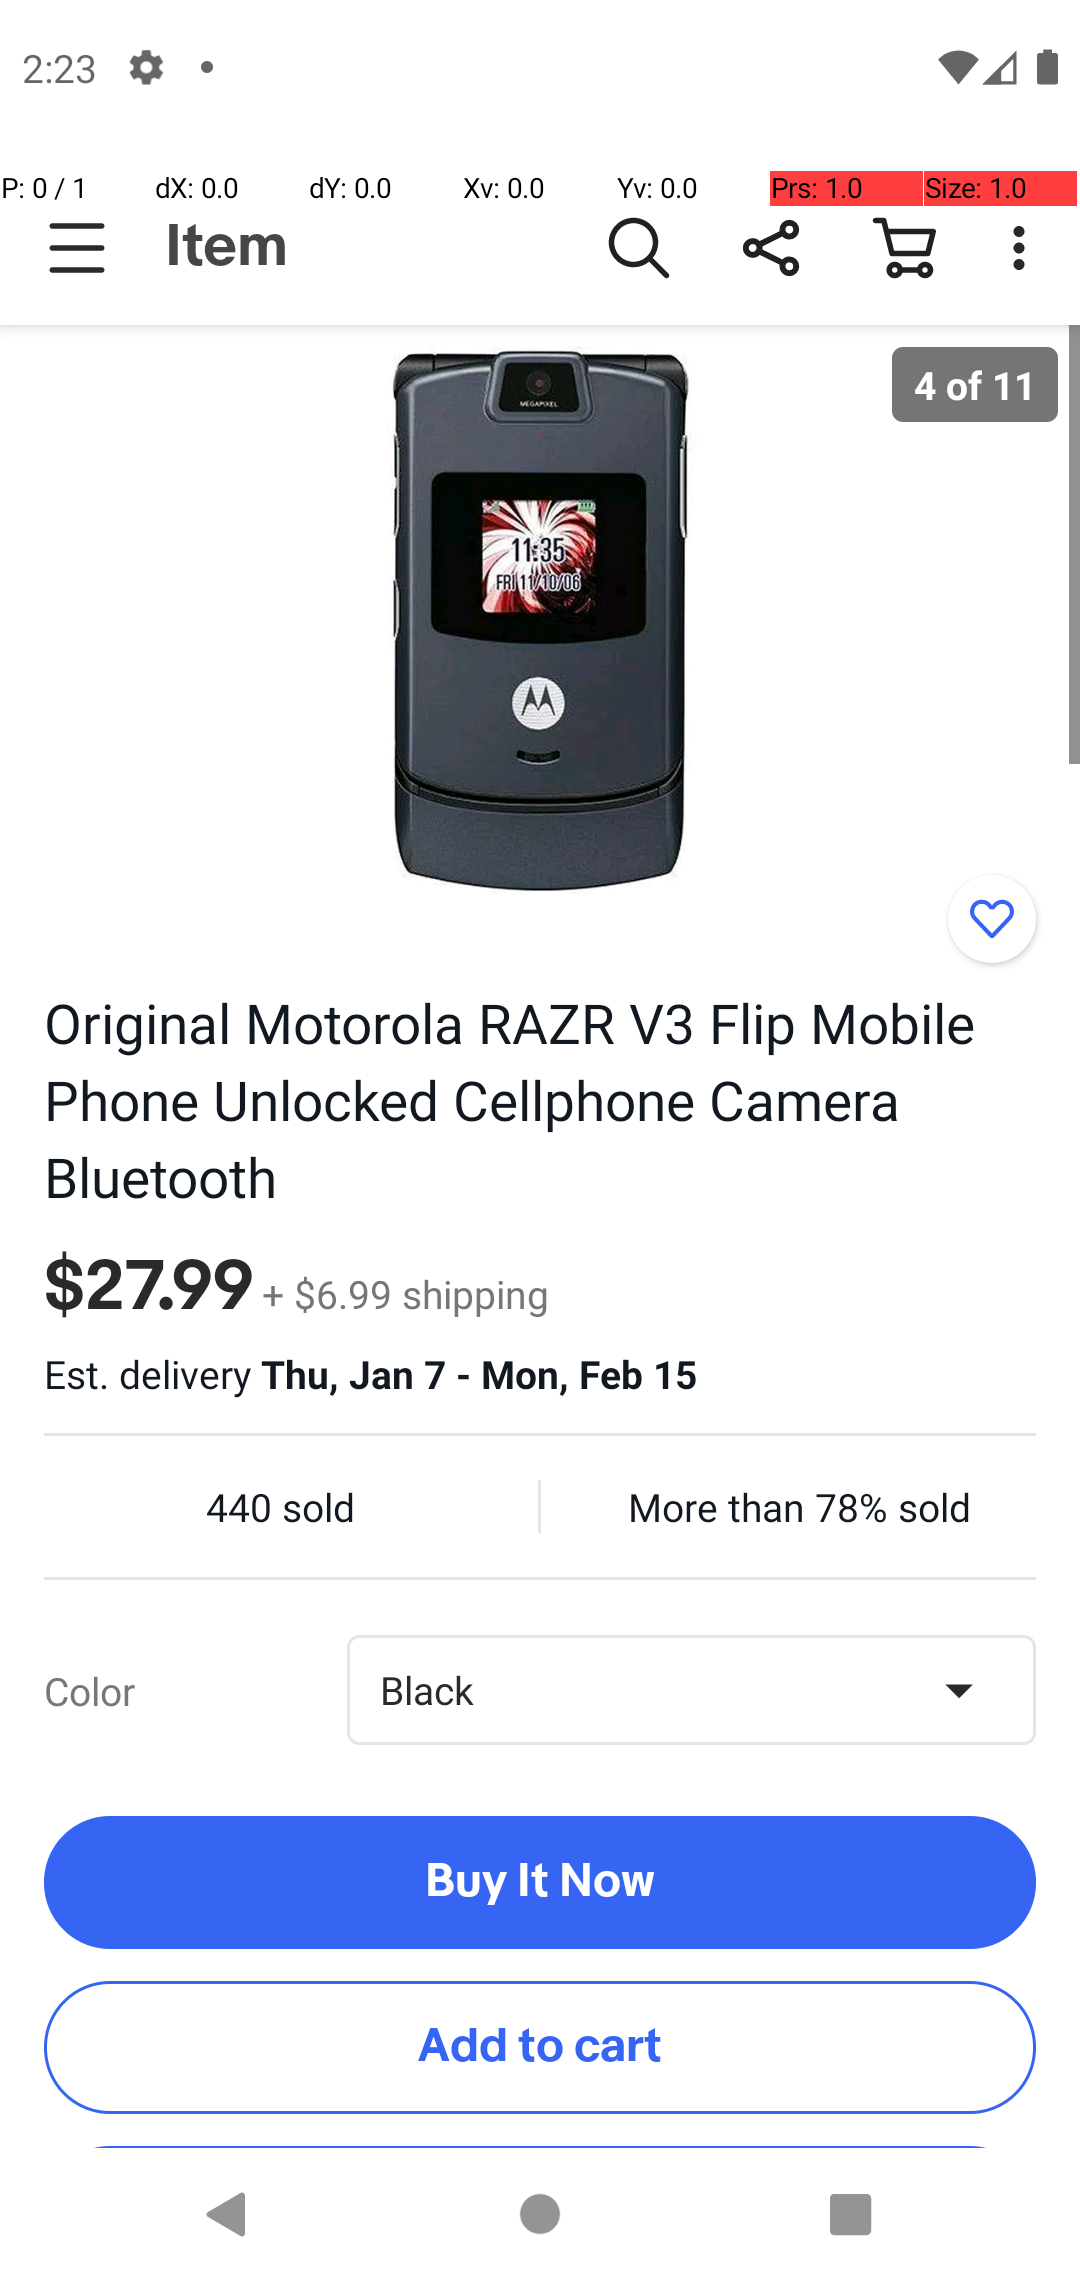 2:23
P: 0 / 1 dX: 0.0 dY: 0.0 Xv: 0.0 Yv: 0.0 Prs: 1.0 Size: 1.0
Item
4 of 11
MEGAPIXEL
11:35
FRI 11/10/06
Original Motorola RAZR V3 Flip Mobile
Phone Unlocked Cellphone Camera
Bluetooth
$27.99 + $6.99 shipping
Est. delivery Thu, Jan 7 - Mon, Feb 15
440 sold More than 78% sold
Color Black
Buy It Now
Add to cart